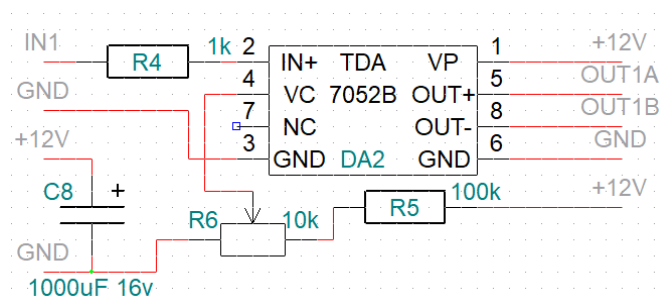 IN1
R4
1k
2
IN+
TDA
VP
1
+12V
GND
4
VC
7052B
OUT+
5
OUT1A
7
NC
OUT-
8
OUT1B
+12V
3
GND
DA2
GND
6
GND
C8
+
R6
10k
R5
100k
+12V
GND
1000uF 16v